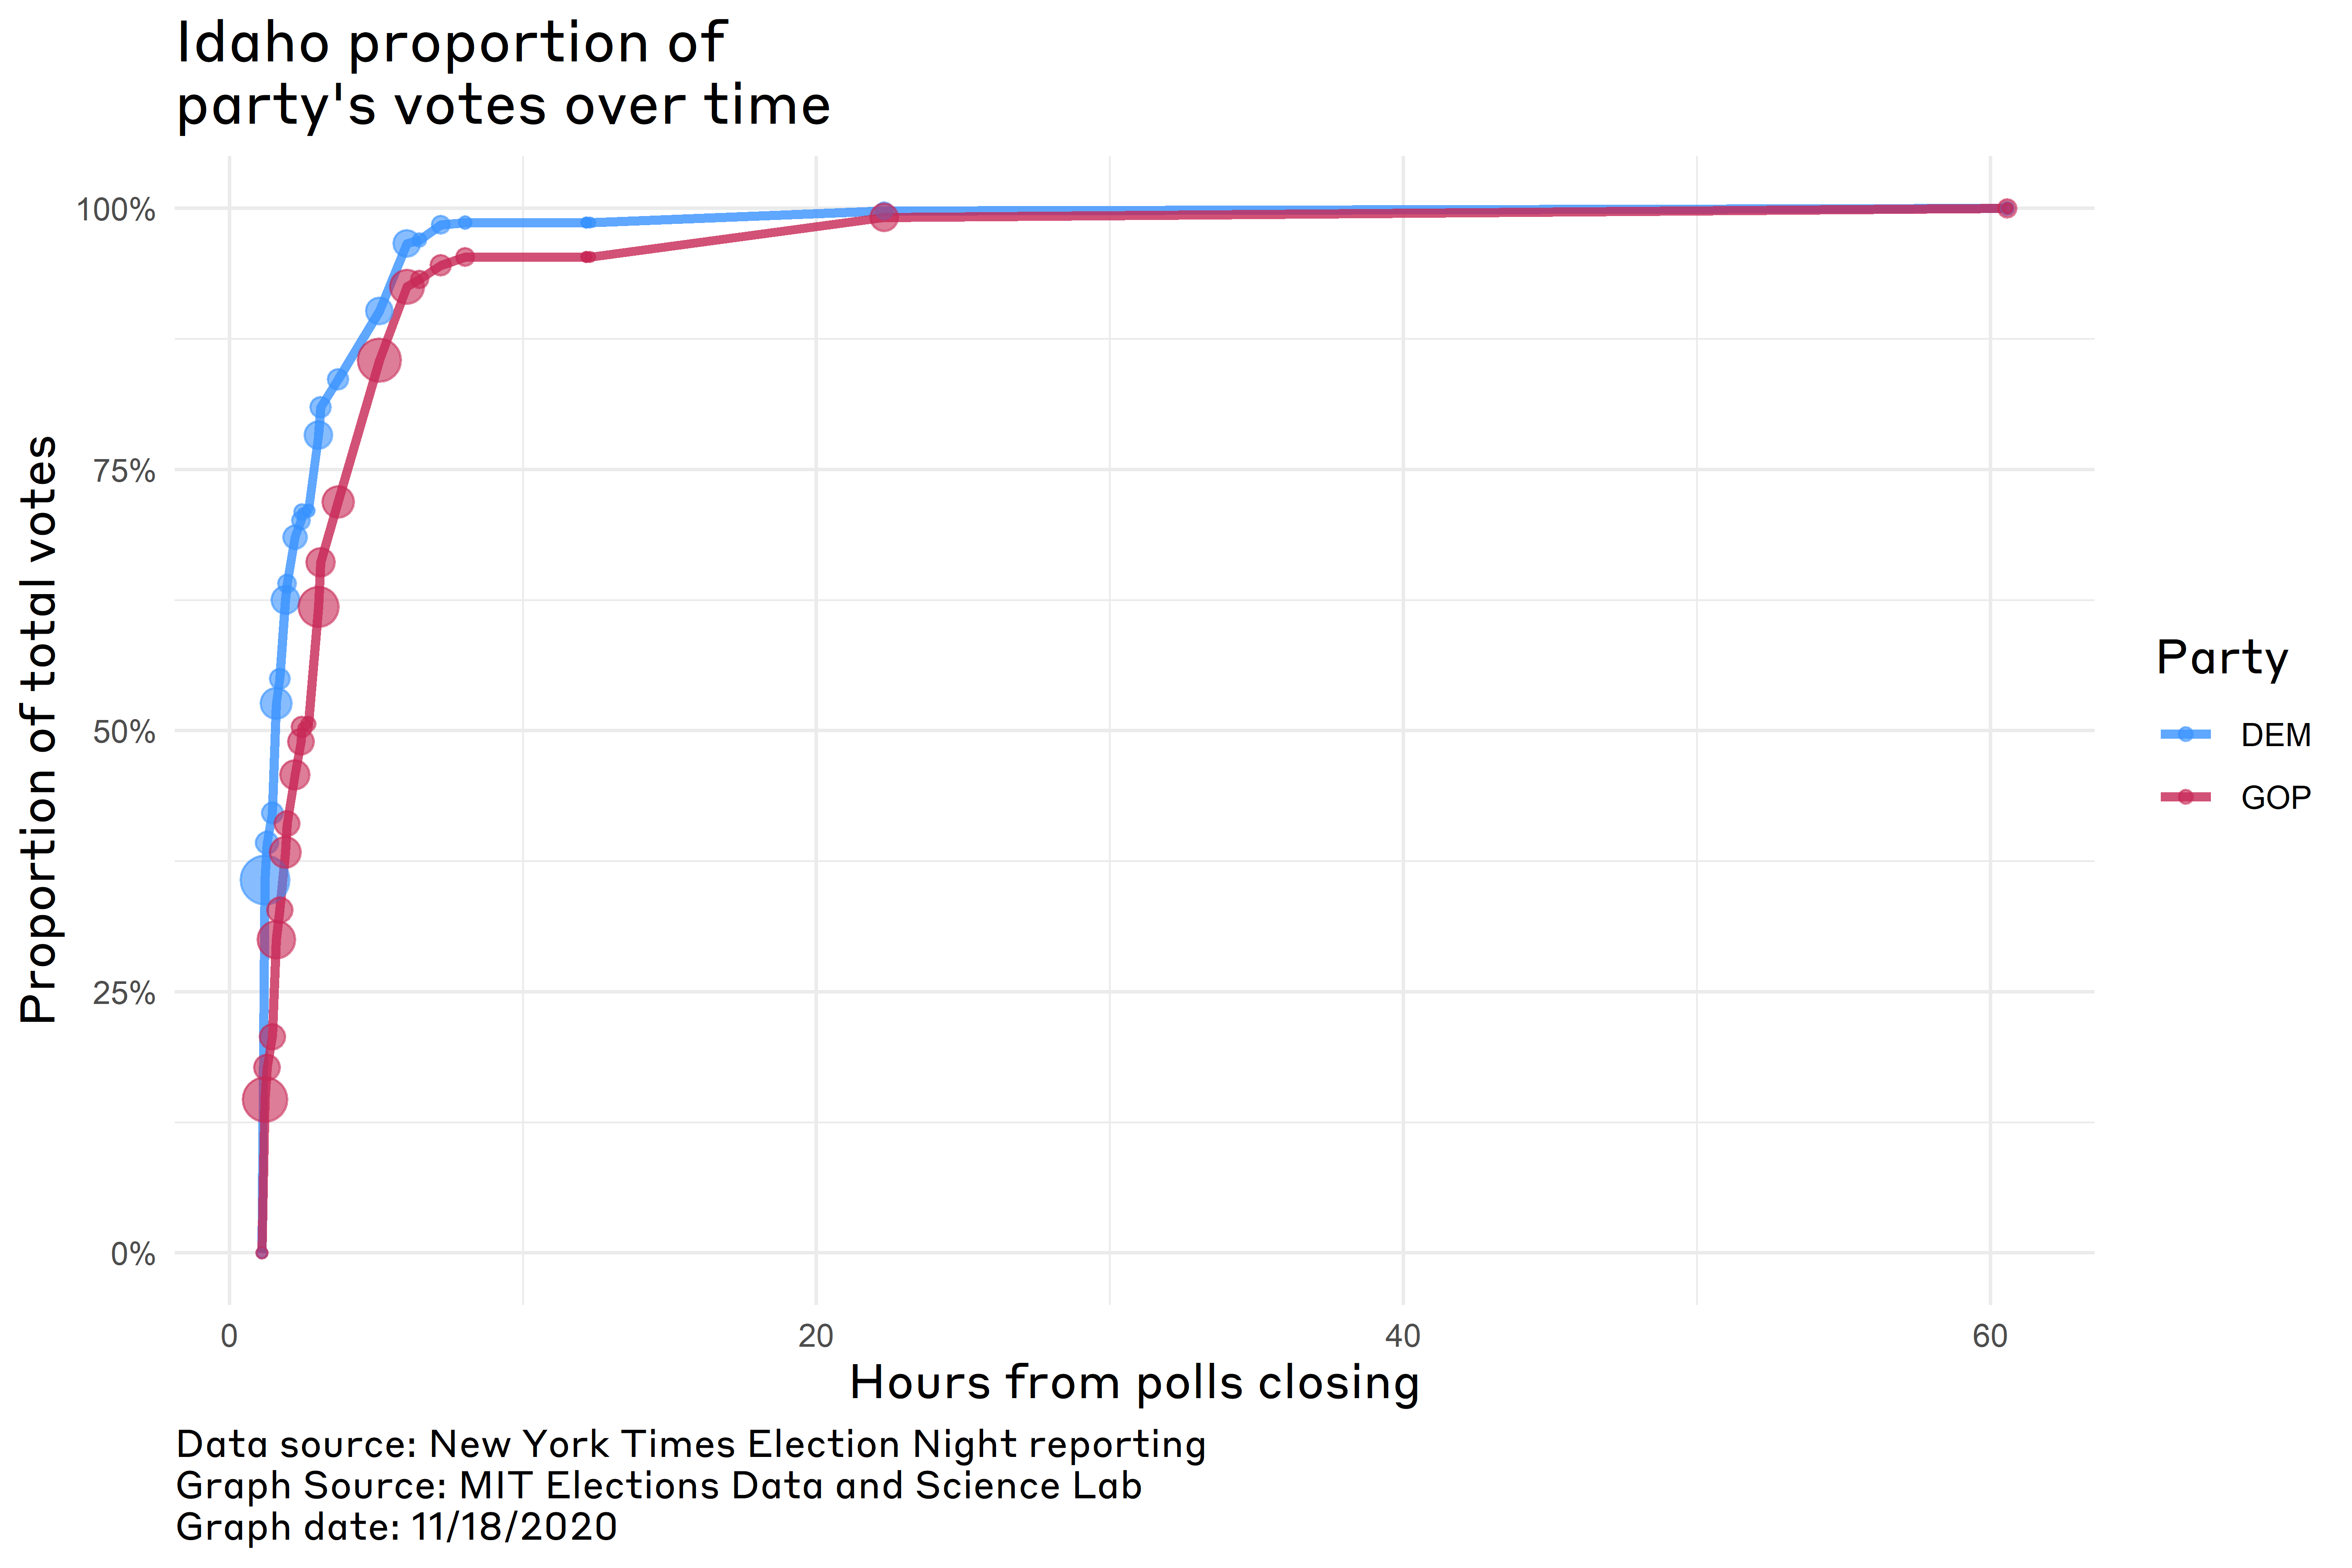 Idaho proportion of
party's votes over time
Proportion of total votes
100%
75%
50%
25%
0%
0
20
40
60
Hours from polls closing
Party
DEM
GOP
Data source: New York Times Election Night reporting
Graph Source: MIT Elections Data and Science Lab
Graph date: 11/18/2020